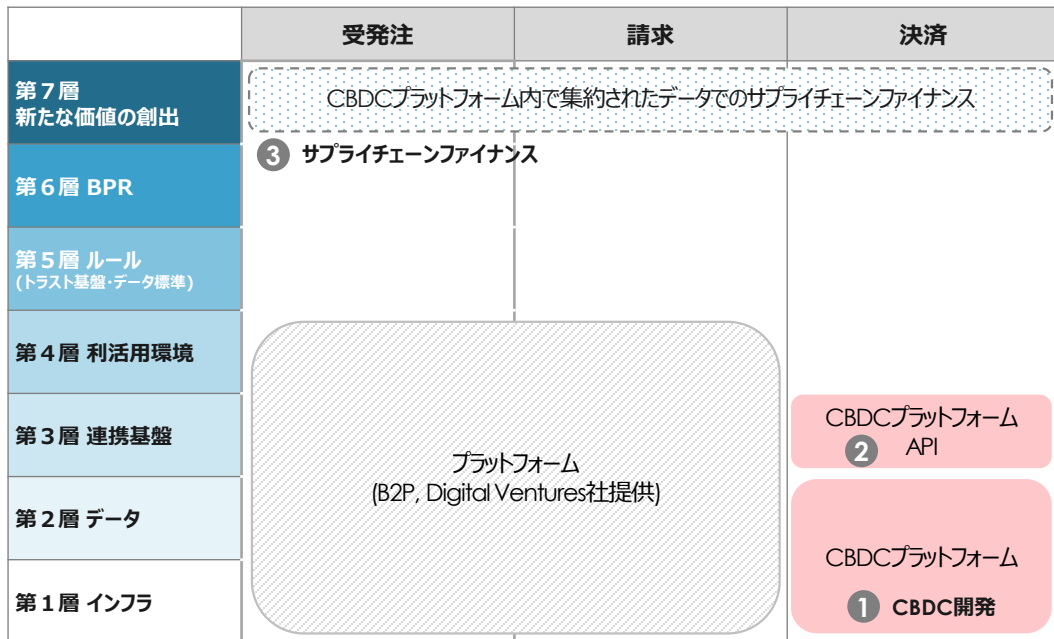 受発注
請求
決済
第７層
新たな価値の創出
CBDCプラットフォーム内で集約されたデータでのサプライチェーンファイナンス
3 サプライチェーンファイナンス
第６層 BPR
第５層 ルール
(トラスト基盤・データ標準)
第４層 利活用環境
第３層 連携基盤
プラットフォーム
(B2P, Digital Ventures社提供)
CBDCプラットフォーム
2 API
第２層 データ
第１層 インフラ
CBDCプラットフォーム
1 CBDC開発